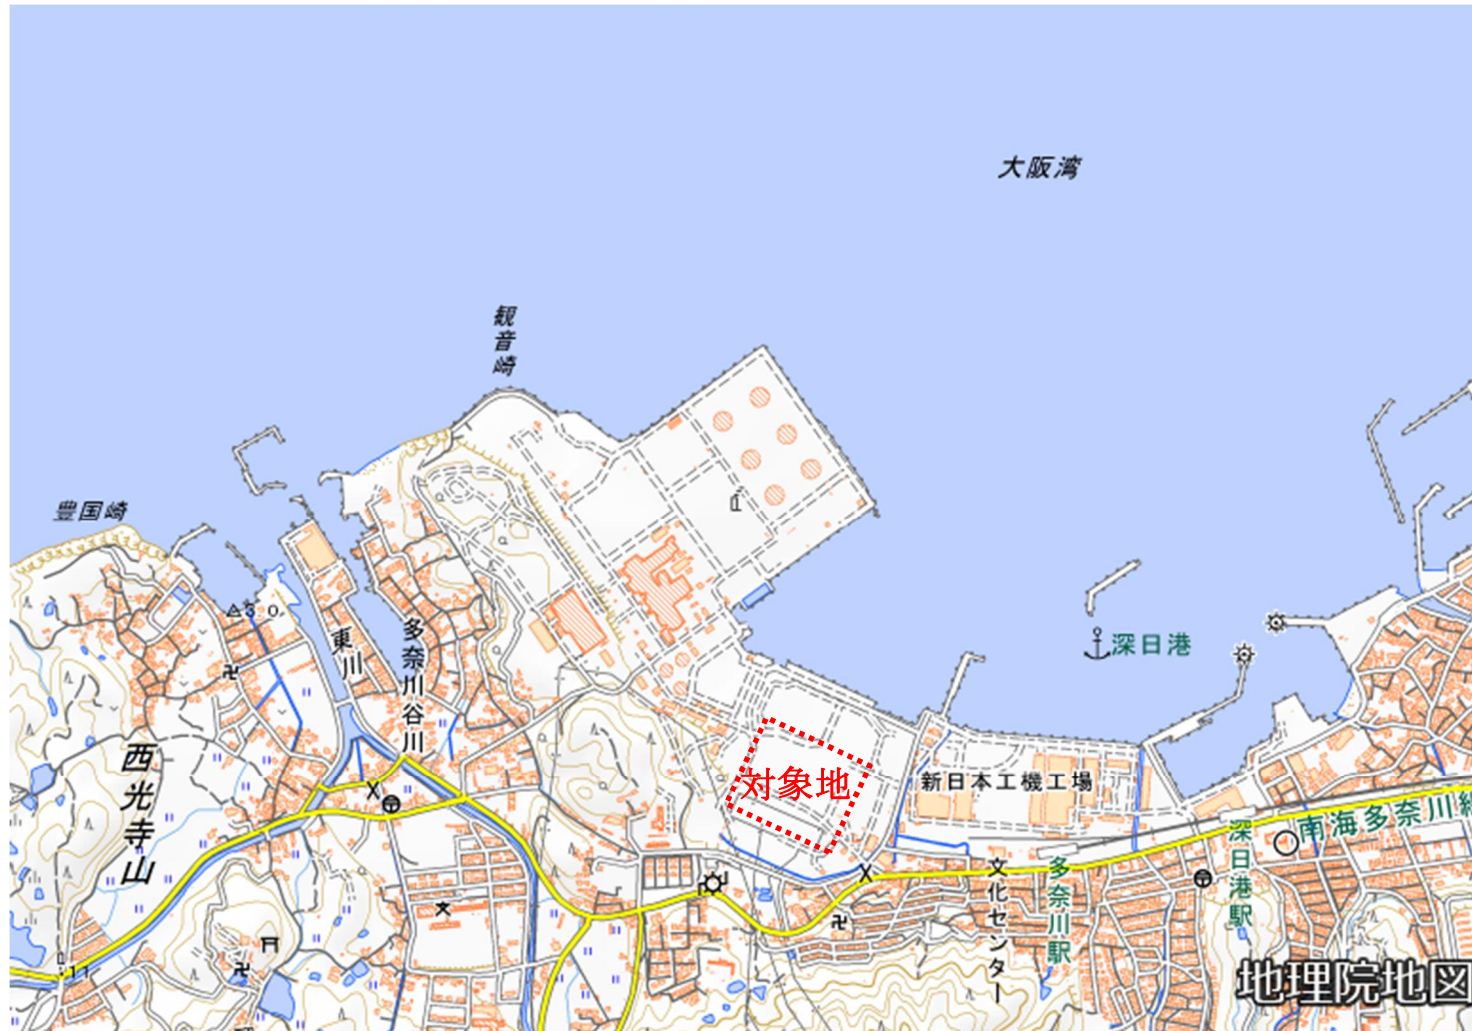 大阪湾
観音崎
豊国崎
東川
多奈川谷川
深日港
対象地
新日本工機工場
西光寺山
南海多奈川線
深日港駅
多奈川駅
文化センター
地理院地図